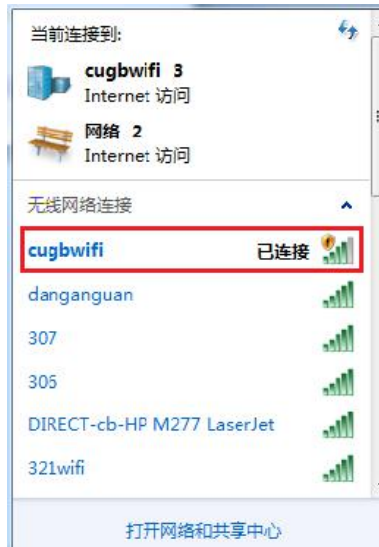 当前连接到:
cugbwifi 3
Internet 访问
网络 2
Internet 访问
无线网络连接
cugbwifi 已连接
danganguan
307
305
DIRECT-cb-HP M277 LaserJet
321wifi
打开网络和共享中心